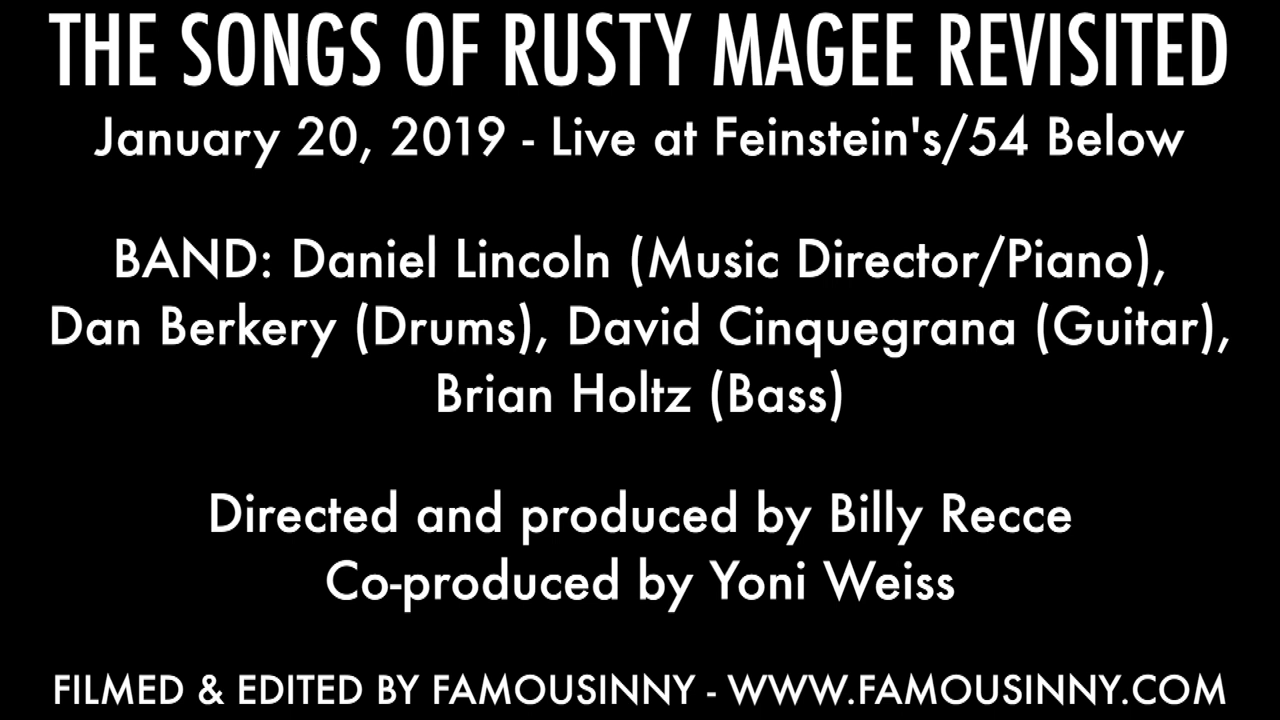 THE SONGS OF RUSTY MAGEE REVISITED
January 20, 2019 - Live at Feinstein's/54 Below
BAND: Daniel Lincoln (Music Director/Piano),
Dan Berkery (Drums), David Cinquegrana (Guitar),
Brian Holtz (Bass)
Directed and produced by Billy Recce
Co-produced by Yoni Weiss
FILMED & EDITED BY FAMOUSINNY - WWW.FAMOUSINNY.COM